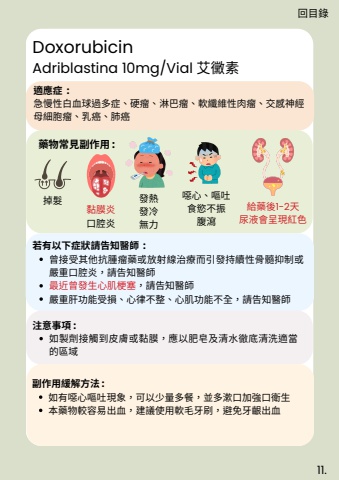 回目錄
Doxorubicin
Adriblastina 10mg/Vial 艾黴素
適應症：
急慢性白血球過多症、硬瘤、淋巴瘤、軟纖維性肉瘤、交感神經
母細胞瘤、乳癌、肺癌
藥物常見副作用：
掉髮
黏膜炎
口腔炎
發熱
發冷
無力
噁心、嘔吐
食慾不振
腹瀉
給藥後1-2天
尿液會呈現紅色
若有以下症狀請告知醫師：
• 曾接受其他抗腫瘤藥或放射線治療而引發持續性骨髓抑制或
嚴重口腔炎，請告知醫師
• 最近曾發生心肌梗塞，請告知醫師
• 嚴重肝功能受損、心律不整、心肌功能不全，請告知醫師
注意事項：
• 如製劑接觸到皮膚或黏膜，應以肥皂及清水徹底清洗適當
的區域
副作用緩解方法：
• 如有噁心嘔吐現象，可以少量多餐，並多漱口加強口衛生
• 本藥物較容易出血，建議使用軟毛牙刷，避免牙齦出血
11.